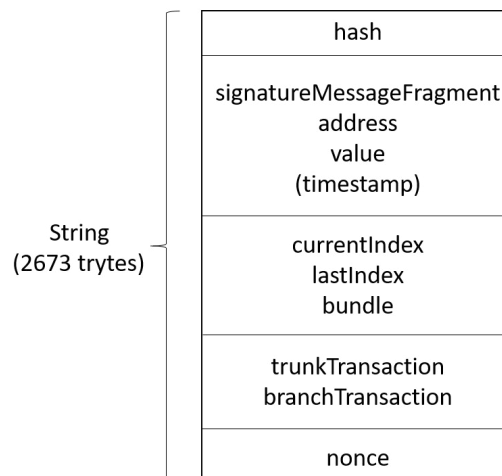 hash
signatureMessageFragment
address
value
(timestamp)
String
(2673 trytes)
currentIndex
lastIndex
bundle
trunkTransaction
branchTransaction
nonce